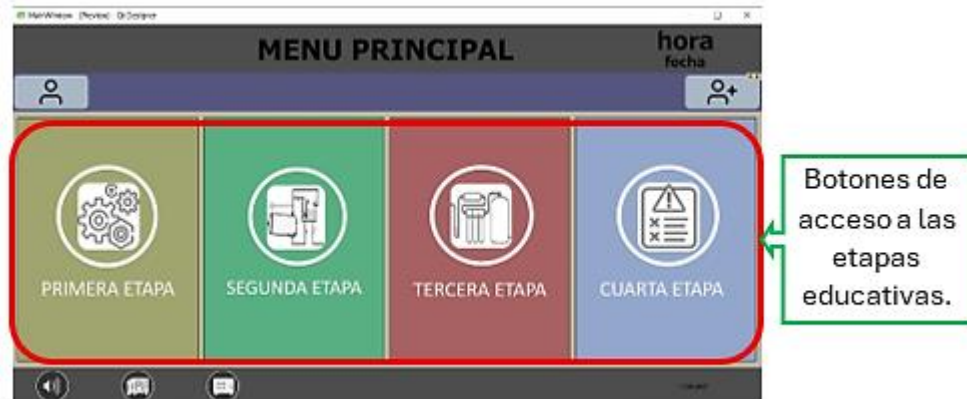 MainWindow - [Preview] - Qt Designer
MENU PRINCIPAL
hora
fecha
PRIMERA ETAPA
SEGUNDA ETAPA
TERCERA ETAPA
CUARTA ETAPA
Botones de
acceso a las
etapas
educativas.